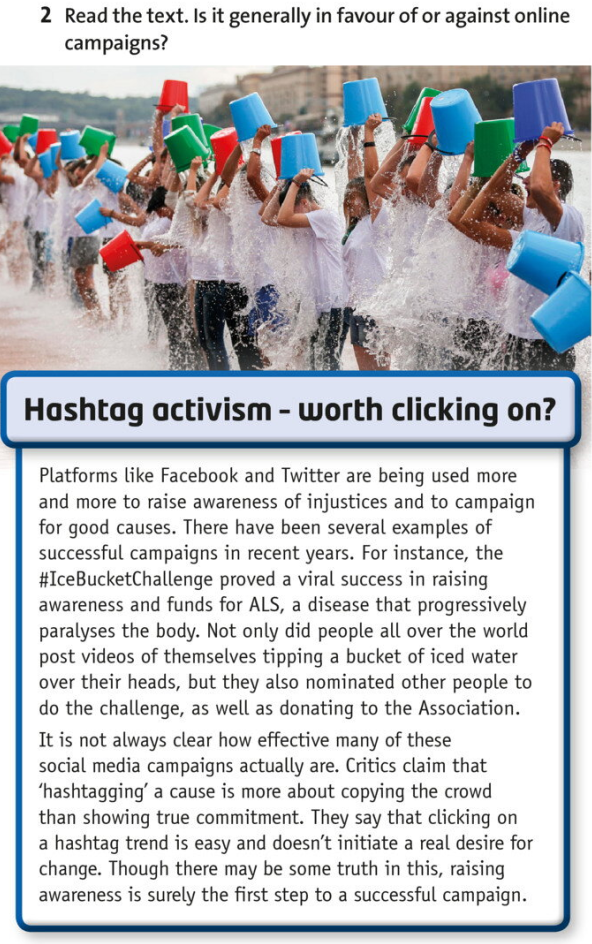 2 Read the text. Is it generally in favour of or against online
campaigns?
Hashtag activism - worth clicking on?
Platforms like Facebook and Twitter are being used more
and more to raise awareness of injustices and to campaign
for good causes. There have been several examples of
successful campaigns in recent years. For instance, the
#IceBucketChallenge proved a viral success in raising
awareness and funds for ALS, a disease that progressively
paralyses the body. Not only did people all over the world
post videos of themselves tipping a bucket of iced water
over their heads, but they also nominated other people to
do the challenge, as well as donating to the Association.
It is not always clear how effective many of these
social media campaigns actually are. Critics claim that
‘hashtagging’ a cause is more about copying the crowd
than showing true commitment. They say that clicking on
a hashtag trend is easy and doesn’t initiate a real desire for
change. Though there may be some truth in this, raising
awareness is surely the first step to a successful campaign.